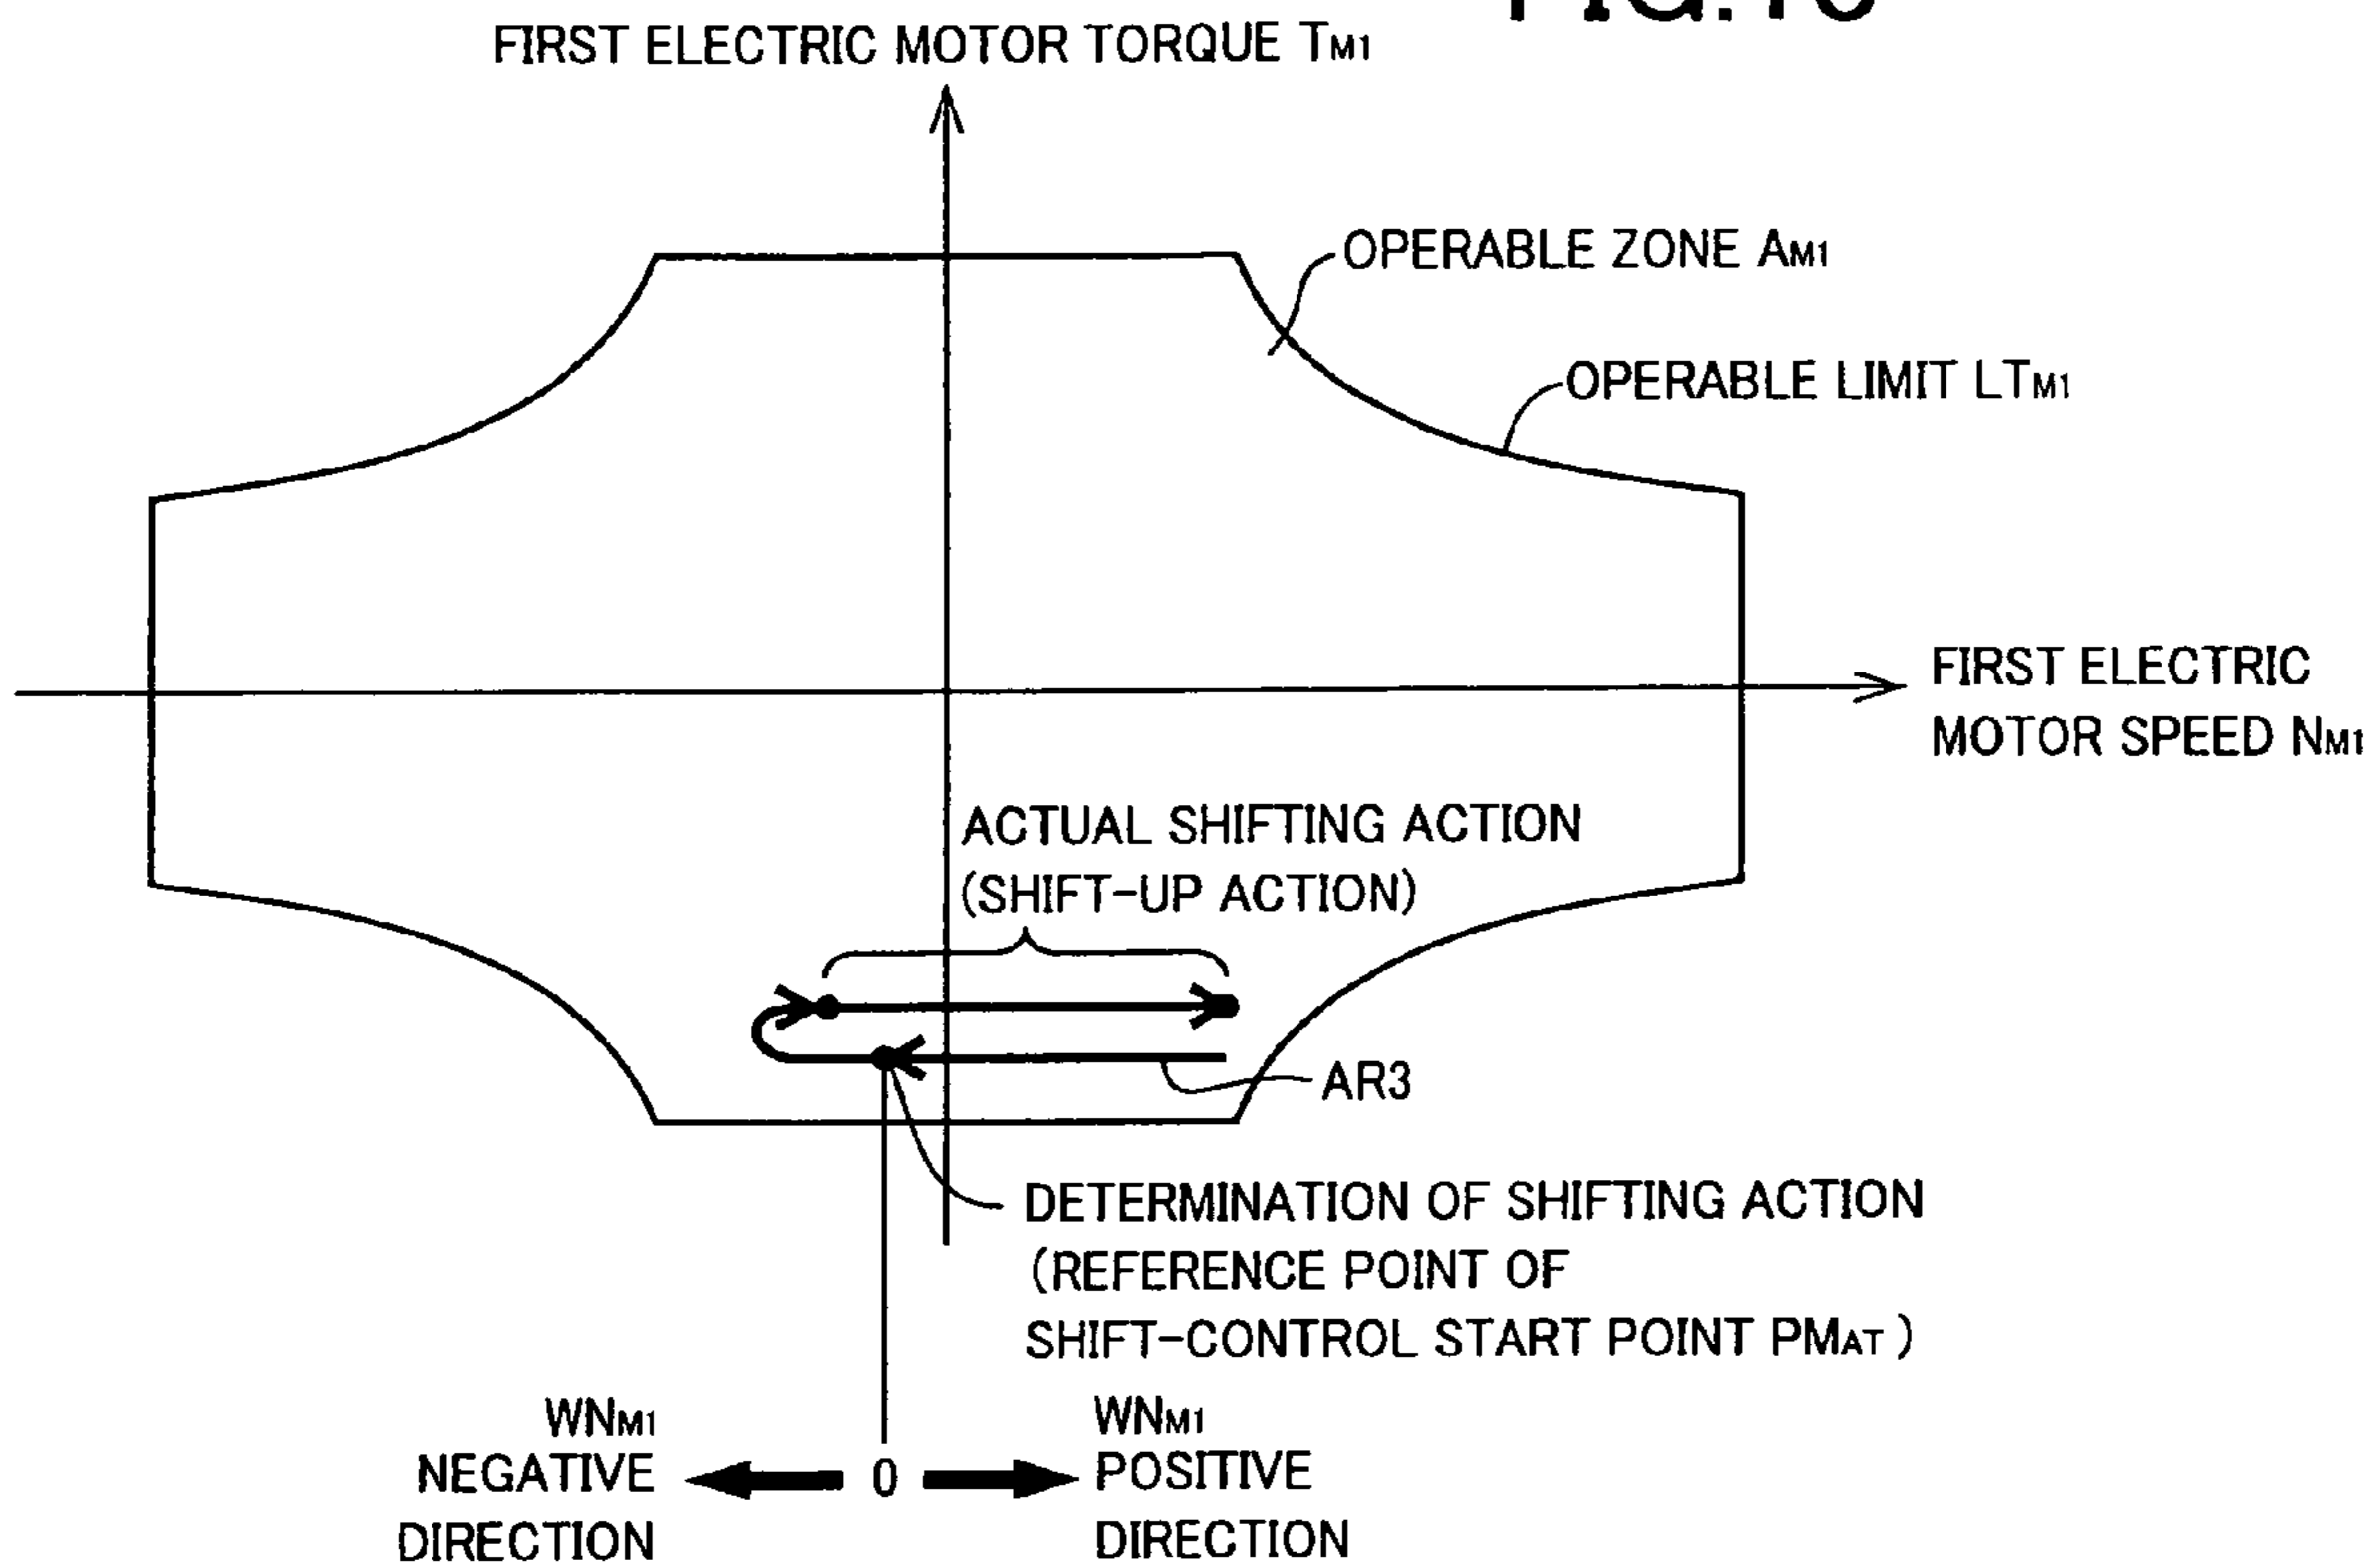 FIRST ELECTRIC MOTOR TORQUE TM1
OPERABLE ZONE AM1
OPERABLE LIMIT LTM1
FIRST ELECTRIC
MOTOR SPEED NM1
ACTUAL SHIFTING ACTION
(SHIFT-UP ACTION)
AR3
DETERMINATION OF SHIFTING ACTION
(REFERENCE POINT OF
SHIFT-CONTROL START POINT PMAT)
WNM1
NEGATIVE
DIRECTION
0
WNM1
POSITIVE
DIRECTION